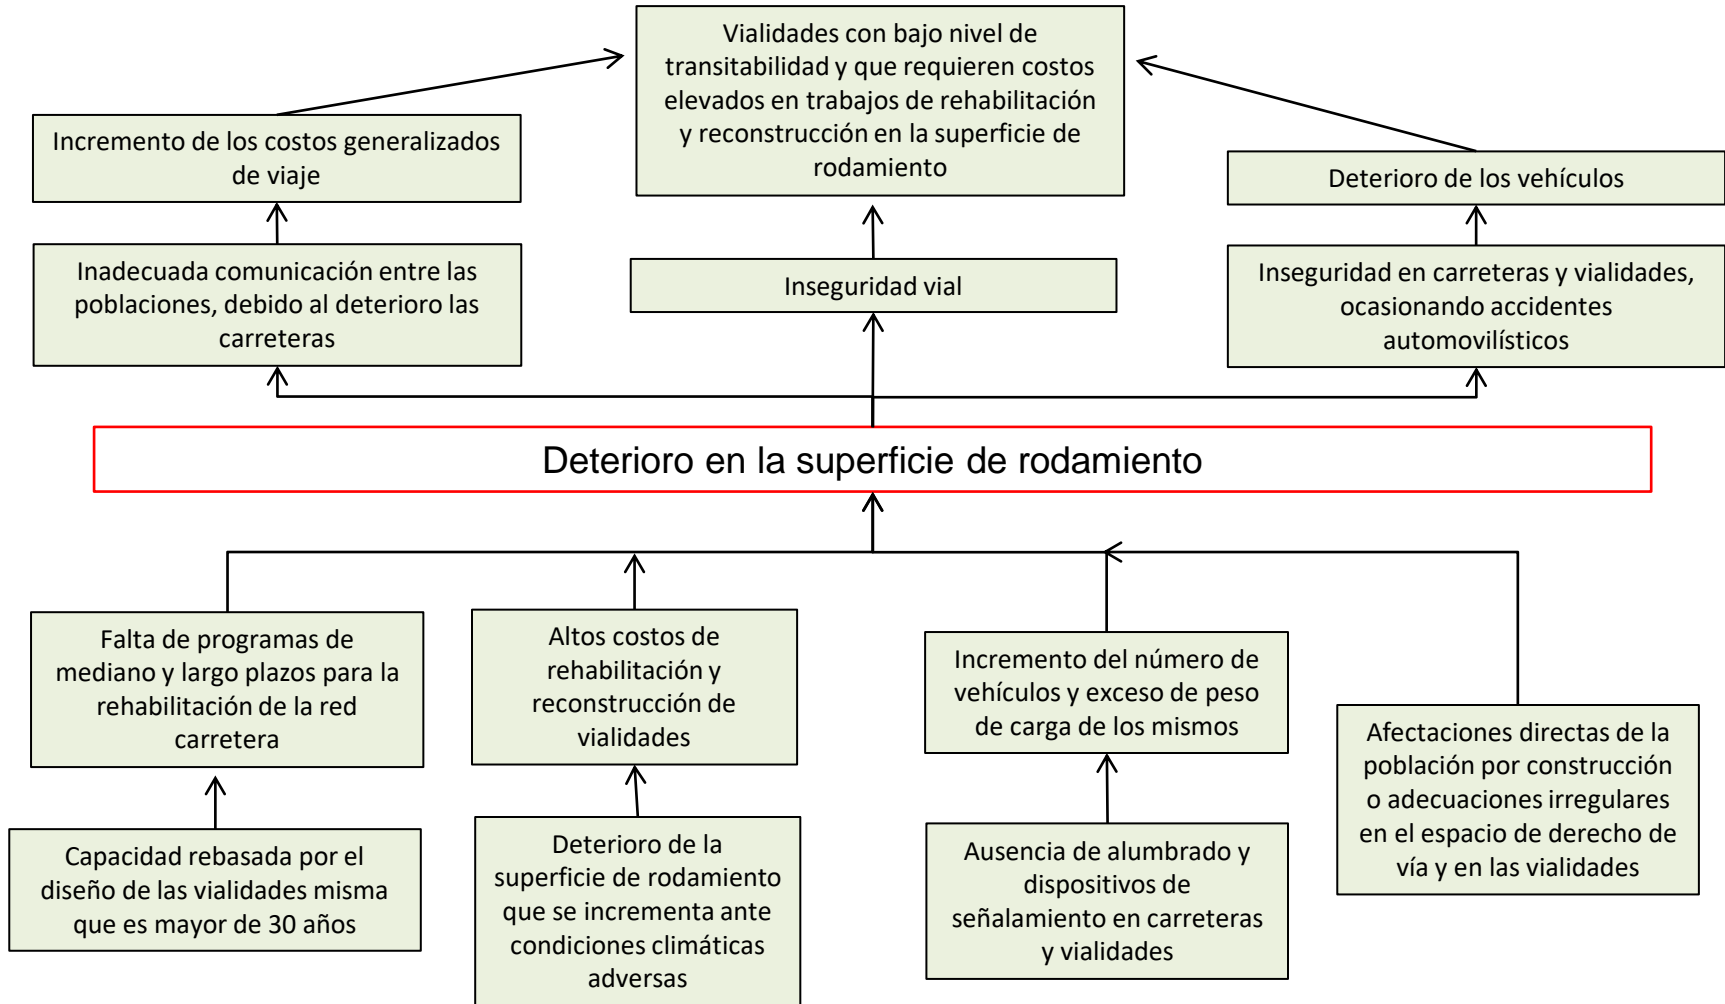 Vialidades con bajo nivel de
transitabilidad y que requieren costos
elevados en trabajos de rehabilitación
y reconstrucción en la superficie de
rodamiento
Incremento de los costos generalizados
de viaje
Deterioro de los vehículos
Inadecuada comunicación entre las
poblaciones, debido al deterioro las
carreteras
Inseguridad vial
Inseguridad en carreteras y vialidades,
ocasionando accidentes
automovilísticos
Deterioro en la superficie de rodamiento
Falta de programas de
mediano y largo plazos para la
rehabilitación de la red
carretera
Altos costos de
rehabilitación y
reconstrucción de
vialidades
Incremento del número de
vehículos y exceso de peso
de carga de los mismos
Afectaciones directas de la
población por construcción
o adecuaciones irregulares
en el espacio de derecho de
vía y en las vialidades
Capacidad rebasada por el
diseño de las vialidades misma
que es mayor de 30 años
Deterioro de la
superficie de rodamiento
que se incrementa ante
condiciones climáticas
adversas
Ausencia de alumbrado y
dispositivos de
señalamiento en carreteras
y vialidades